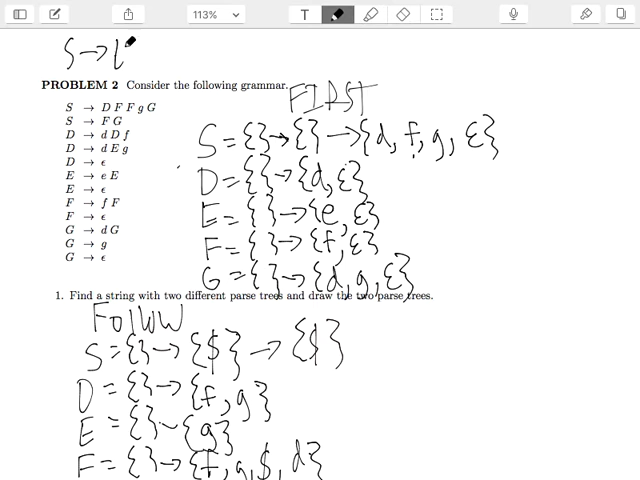 113%
T
S → D
PROBLEM 2 Consider the following grammar.
FIRST
S → D F F g G
S → F G
D → d D f
D → d E g
D → ϵ
E → e E
E → ϵ
F → f F
F → ϵ
G → d G
G → g
G → ϵ
S = {} → {} → {d, f, g, ε}
D = {} → {d, ε}
E = {} → {e, ε}
F = {} → {f, ε}
G = {} → {d, g, ε}
1. Find a string with two different parse trees and draw the two parse trees.
Follow
S = {} → {$} → {$}
D = {} → {f, g}
E = {} → {g}
F = {} → {f, g, $, d}